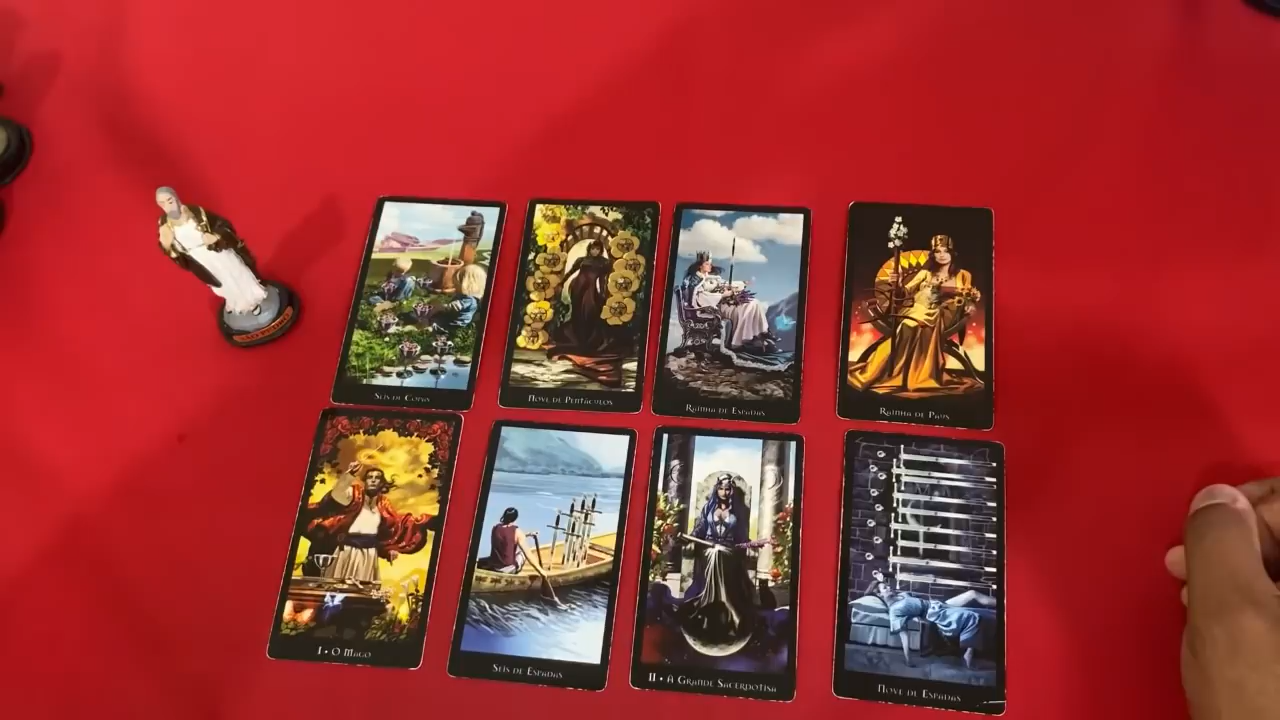 Seis de Copas
Nove de Pentáculos
Rainha de Espadas
Rainha de Paus
I • O Mago
Seis de Espadas
II • A Grande Sacerdotisa
Nove de Espadas